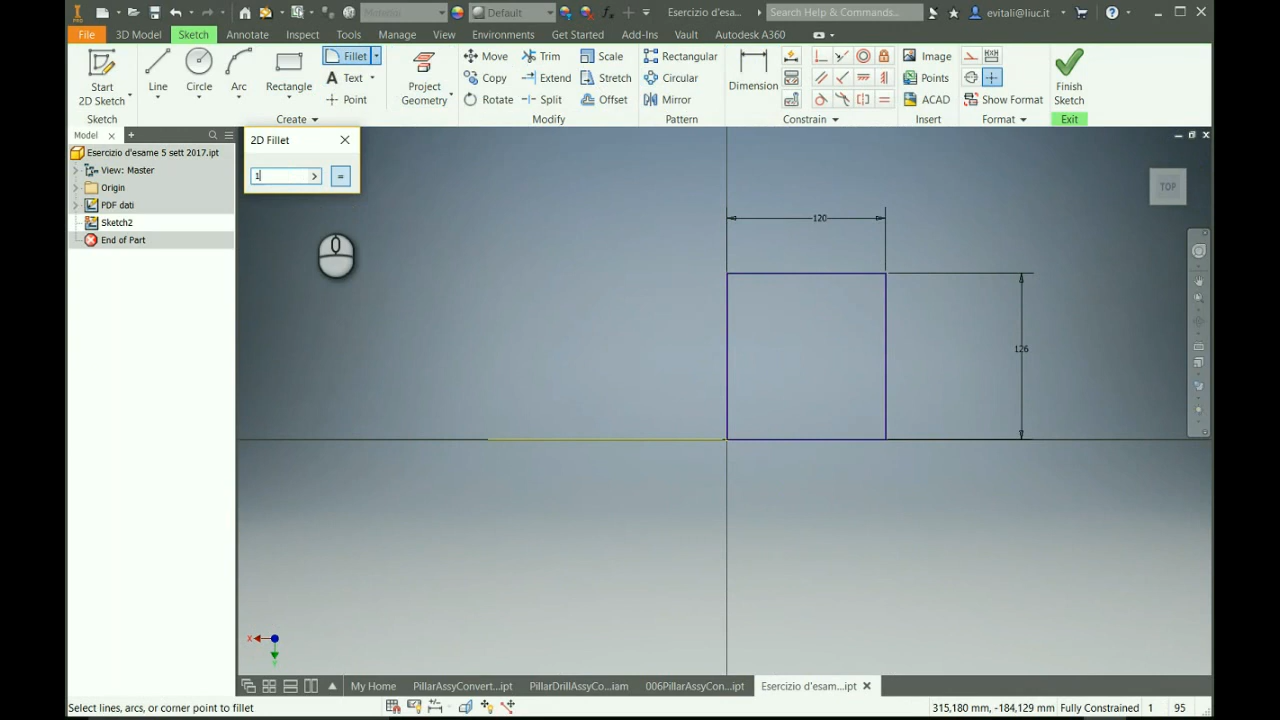 PRO Material Default Esercizio d'esa... Search Help & Commands... evitali@liuc.it
File 3D Model Sketch Annotate Inspect Tools Manage View Environments Get Started Add-Ins Vault Autodesk A360
Fillet Move Trim Scale Rectangular Image
Start 2D Sketch Line Circle Arc Rectangle Text Point Project Geometry Copy Extend Stretch Circular Dimension Points Finish Sketch
Rotate Split Offset Mirror ACAD Show Format
Sketch Create Modify Pattern Constrain Insert Format Exit
Model
2D Fillet
Esercizio d'esame 5 sett 2017.ipt
View: Master
1 =
Origin
TOP
PDF dati
Sketch2
120
End of Part
126
X
Y
My Home PillarAssyConvert...ipt PillarDrillAssyCo...iam 006PillarAssyCon...ipt Esercizio d'esam...ipt
Select lines, arcs, or corner point to fillet 315,180 mm, -184,129 mm Fully Constrained 1 95